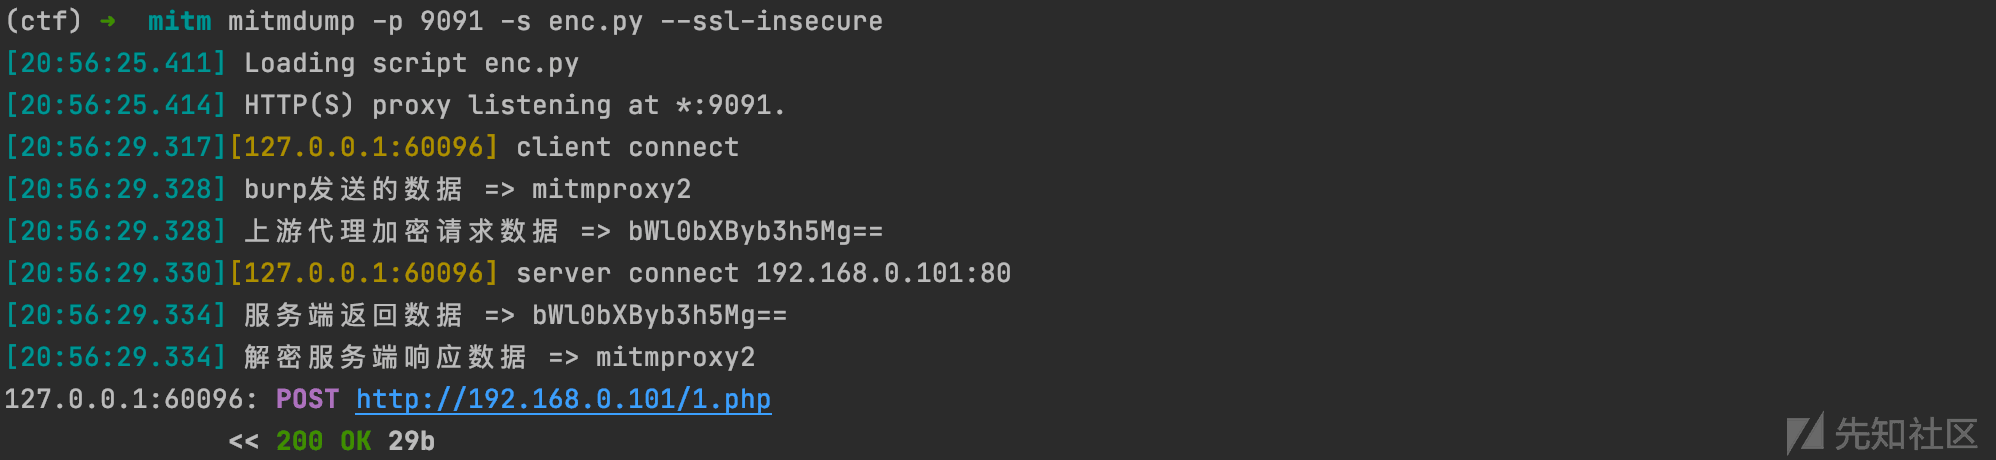 (ctf) ➜  mitm mitmdump -p 9091 -s enc.py --ssl-insecure
[20:56:25.411] Loading script enc.py
[20:56:25.414] HTTP(S) proxy listening at *:9091.
[20:56:29.317][127.0.0.1:60096] client connect
[20:56:29.328] burp发送的数据 => mitmproxy2
[20:56:29.328] 上游代理加密请求数据 => bWl0bXByb3h5Mg==
[20:56:29.330][127.0.0.1:60096] server connect 192.168.0.101:80
[20:56:29.334] 服务端返回数据 => bWl0bXByb3h5Mg==
[20:56:29.334] 解密服务端响应数据 => mitmproxy2
127.0.0.1:60096: POST http://192.168.0.101/1.php
<< 200 OK 29b
先知社区